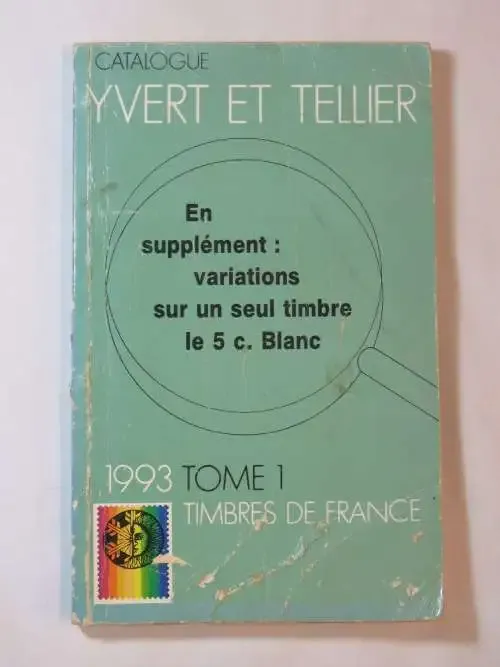 CATALOGUE
YVERT ET TELLIER
En
supplément :
variations
sur un seul timbre
le 5 c. Blanc
1993 TOME 1
TIMBRES DE FRANCE